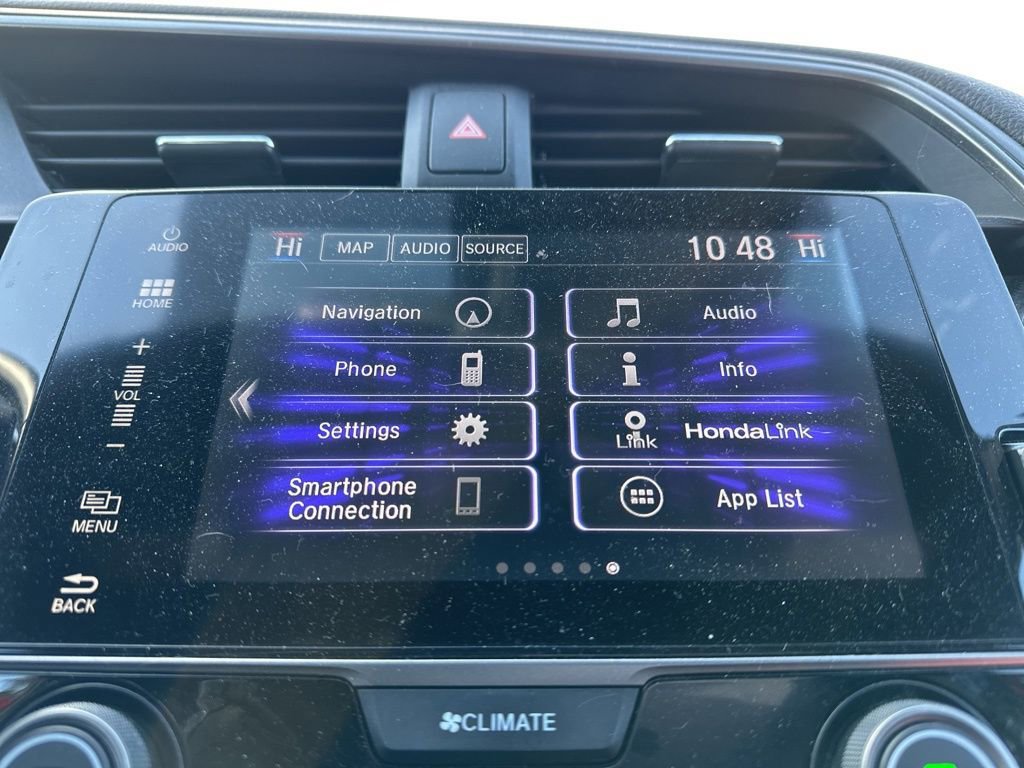 Hi MAP AUDIO SOURCE 10 48 Hi
AUDIO
HOME
+
VOL
−
MENU
BACK
Navigation
Audio
Phone
Info
Settings
Link
HondaLink
Smartphone
Connection
App List
CLIMATE